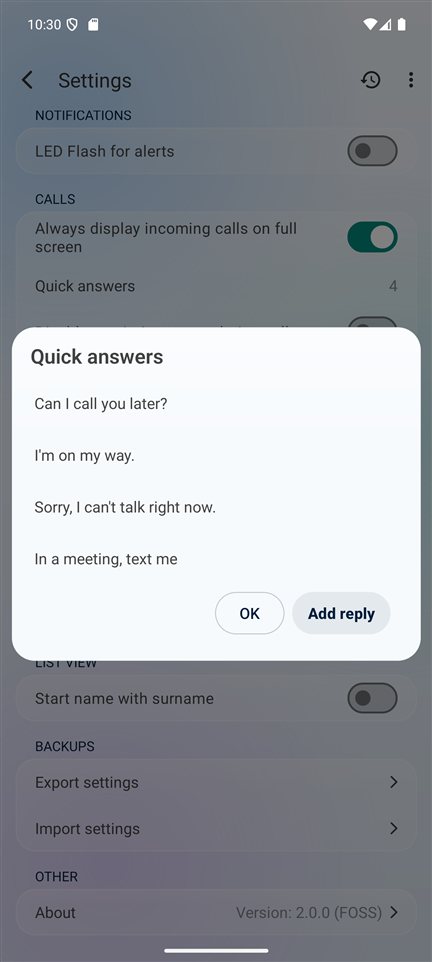 10:30
Settings
NOTIFICATIONS
LED Flash for alerts
CALLS
Always display incoming calls on full
screen
Quick answers 4
Quick answers
Can I call you later?
I'm on my way.
Sorry, I can't talk right now.
In a meeting, text me
OK Add reply
LIST VIEW
Start name with surname
BACKUPS
Export settings
Import settings
OTHER
About Version: 2.0.0 (FOSS)